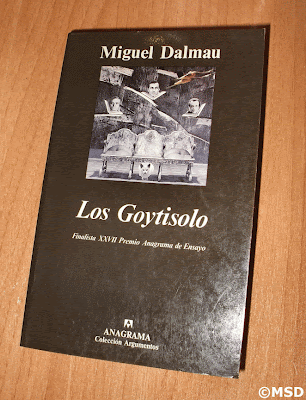 Miguel Dalmau
Los Goytisolo
Finalista XXVII Premio Anagrama de Ensayo
ANAGRAMA
Colección Argumentos
©MSD